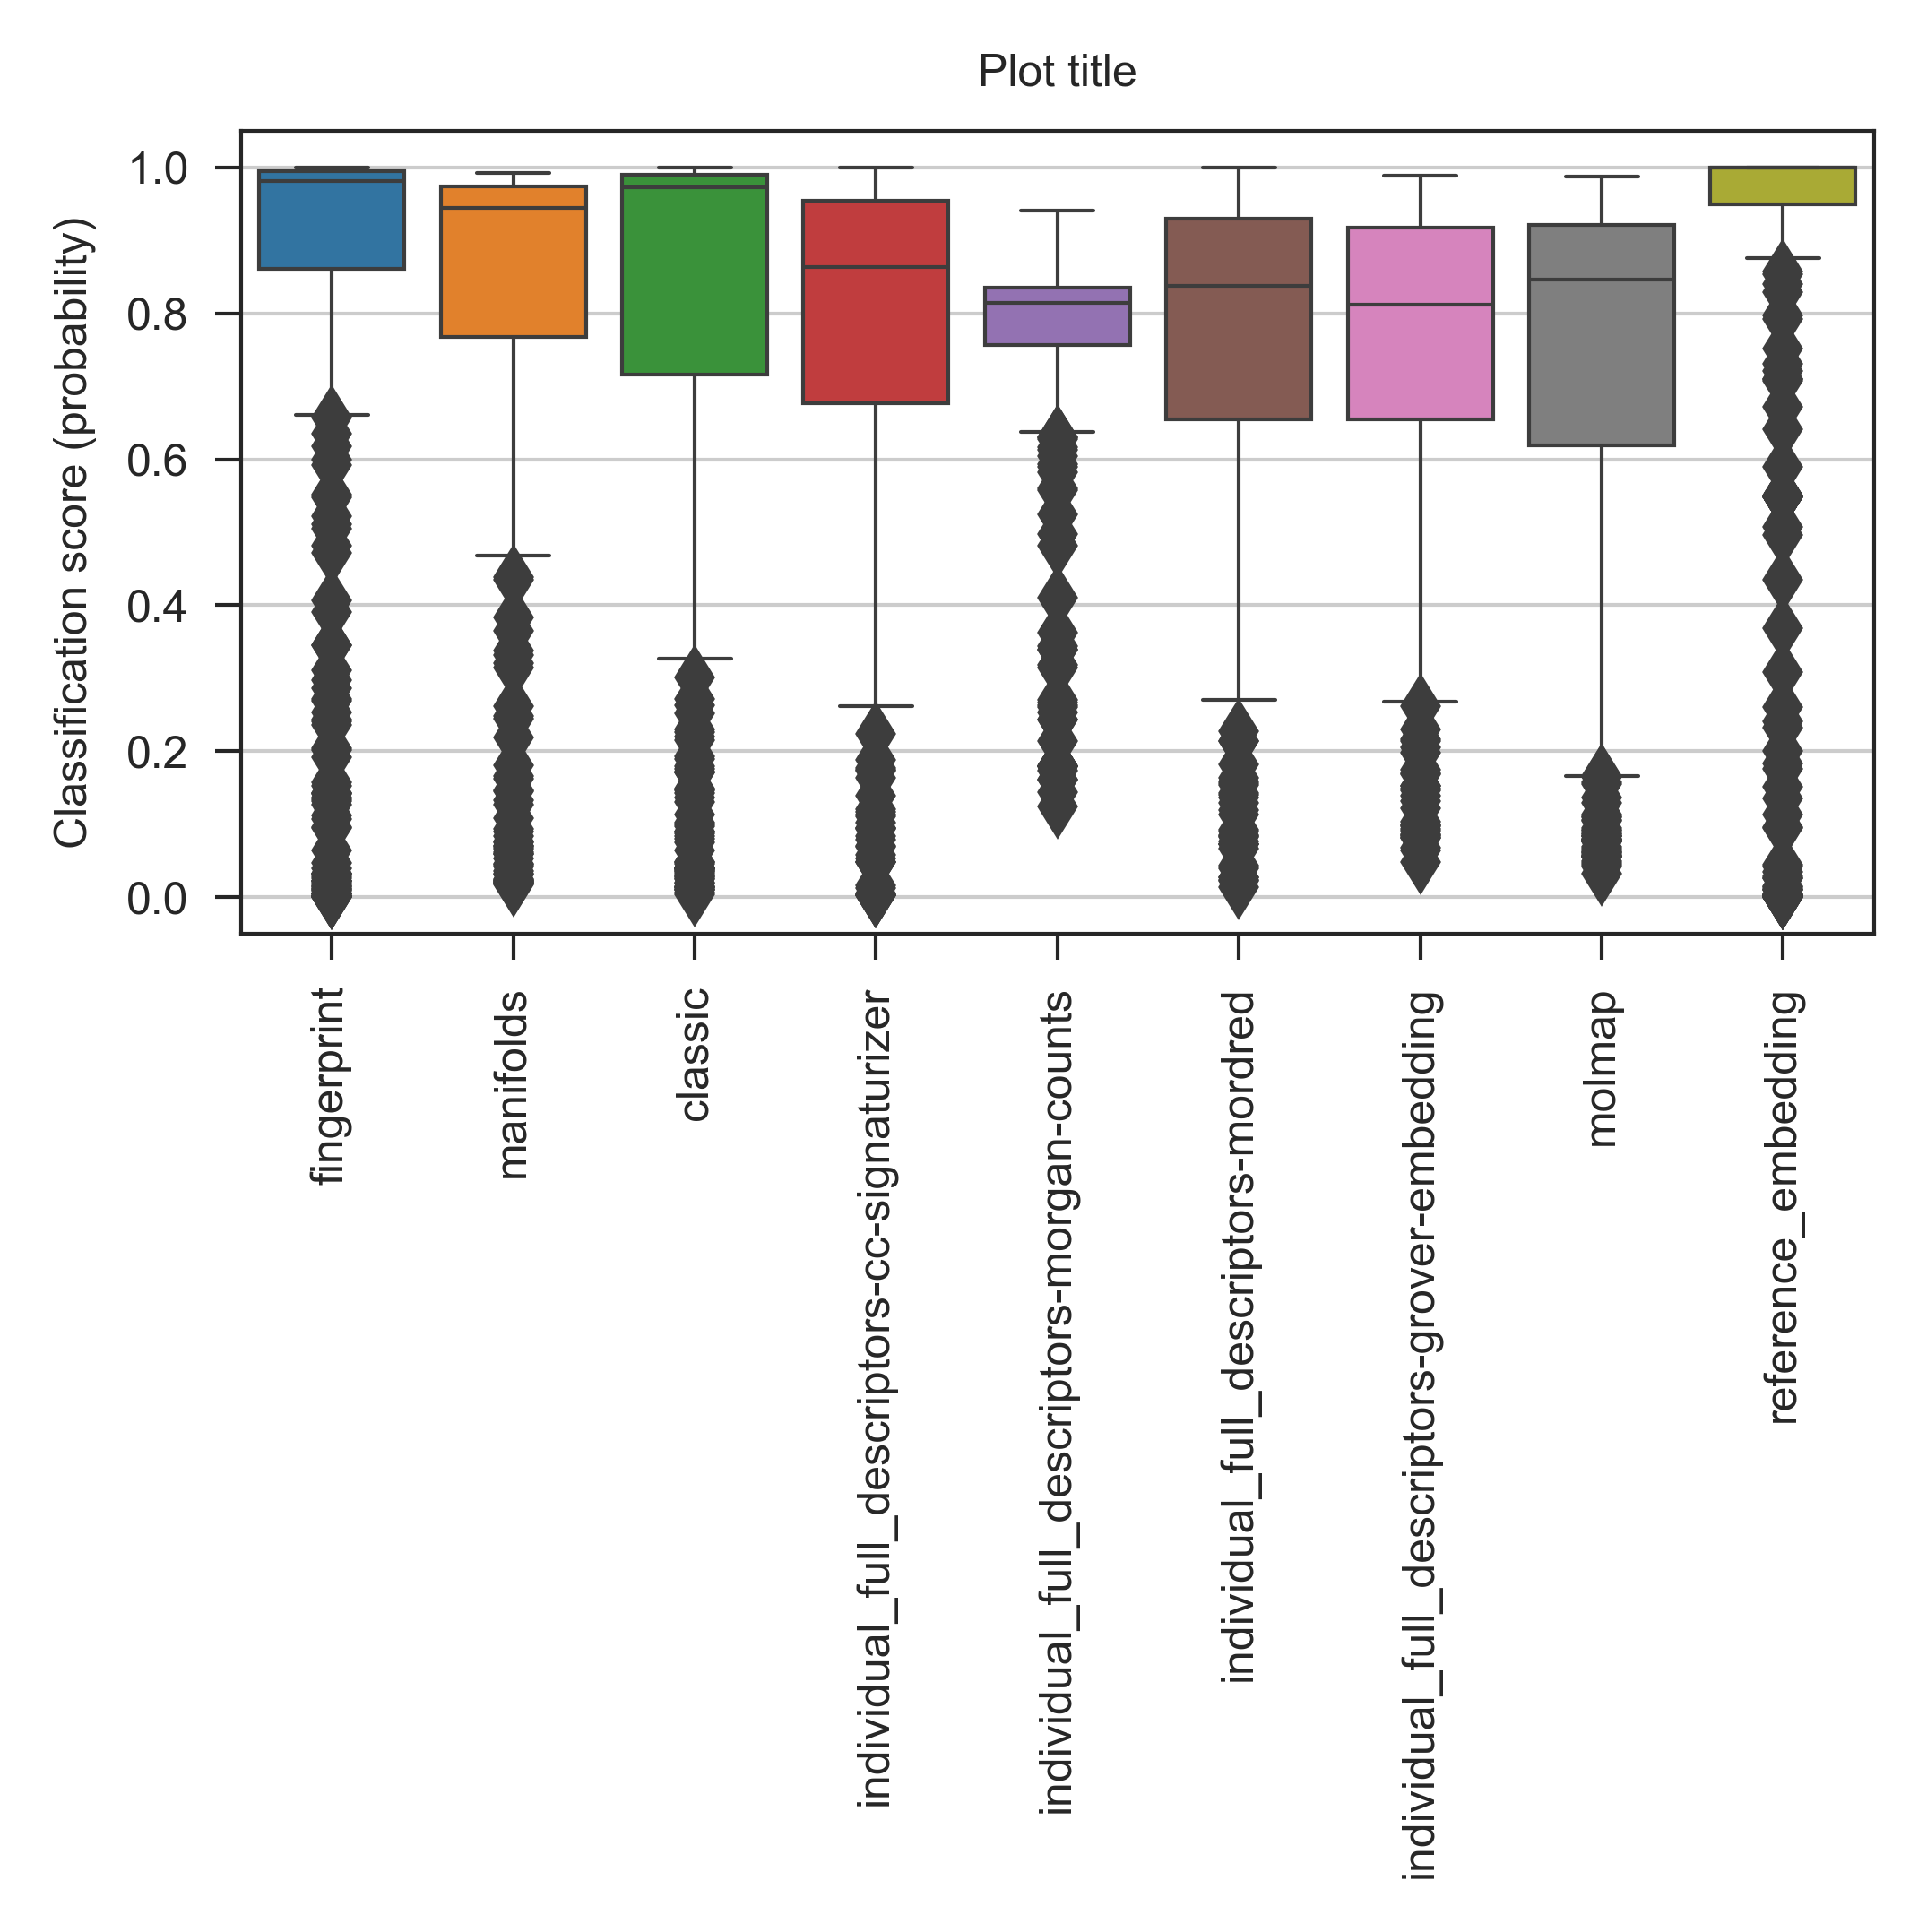 Plot title
Classification score (probability)
1.0
0.8
0.6
0.4
0.2
0.0
fingerprint
manifolds
classic
individual_full_descriptors-cc-signaturizer
individual_full_descriptors-morgan-counts
individual_full_descriptors-mordred
individual_full_descriptors-grover-embedding
molmap
reference_embedding